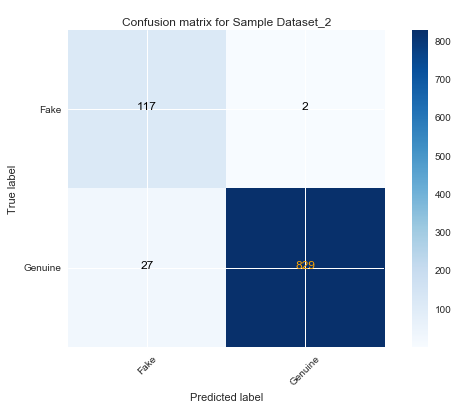 Confusion matrix for Sample Dataset_2
Fake
117
2
Genuine
27
829
Fake
Genuine
True label
Predicted label
800
700
600
500
400
300
200
100